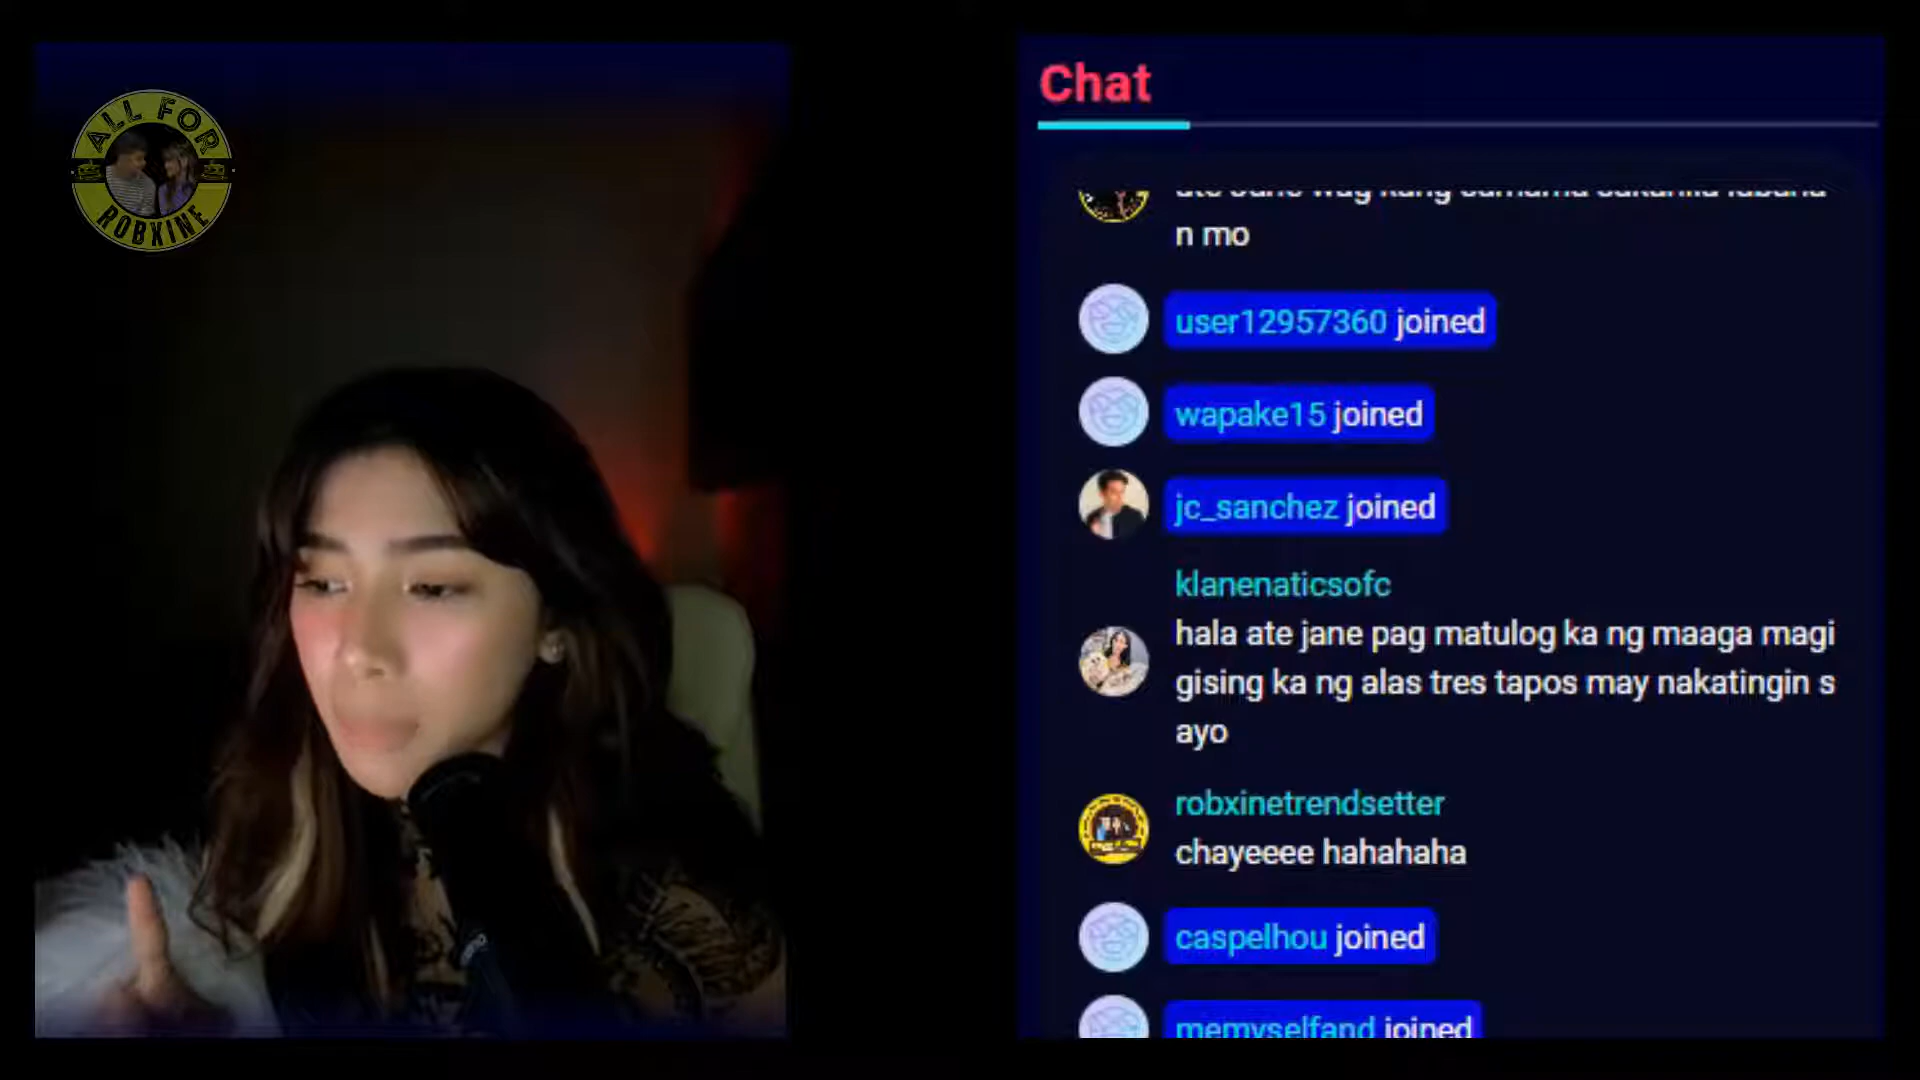 ALL FOR
ROBXINE
Chat
n mo
user12957360 joined
wapake15 joined
jc_sanchez joined
klanenaticsofc
hala ate jane pag matulog ka ng maaga magi
gising ka ng alas tres tapos may nakatingin s
ayo
robxinetrendsetter
chayeeee hahahaha
caspelhou joined
memyselfand joined